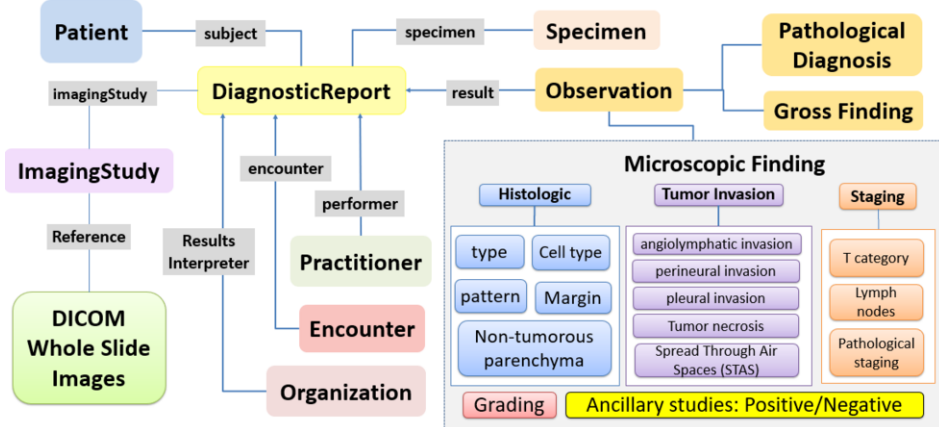 Patient
subject
specimen
Specimen
Pathological
Diagnosis
imagingStudy
DiagnosticReport
result
Observation
Gross Finding
ImagingStudy
encounter
performer
Reference
Results
Interpreter
Practitioner
DICOM
Whole Slide
Images
Encounter
Organization
Microscopic Finding
Histologic
type
Cell type
pattern
Margin
Non-tumorous
parenchyma
Tumor Invasion
angiolymphatic invasion
perineural invasion
pleural invasion
Tumor necrosis
Spread Through Air
Spaces (STAS)
Staging
T category
Lymph
nodes
Pathological
staging
Grading
Ancillary studies: Positive/Negative